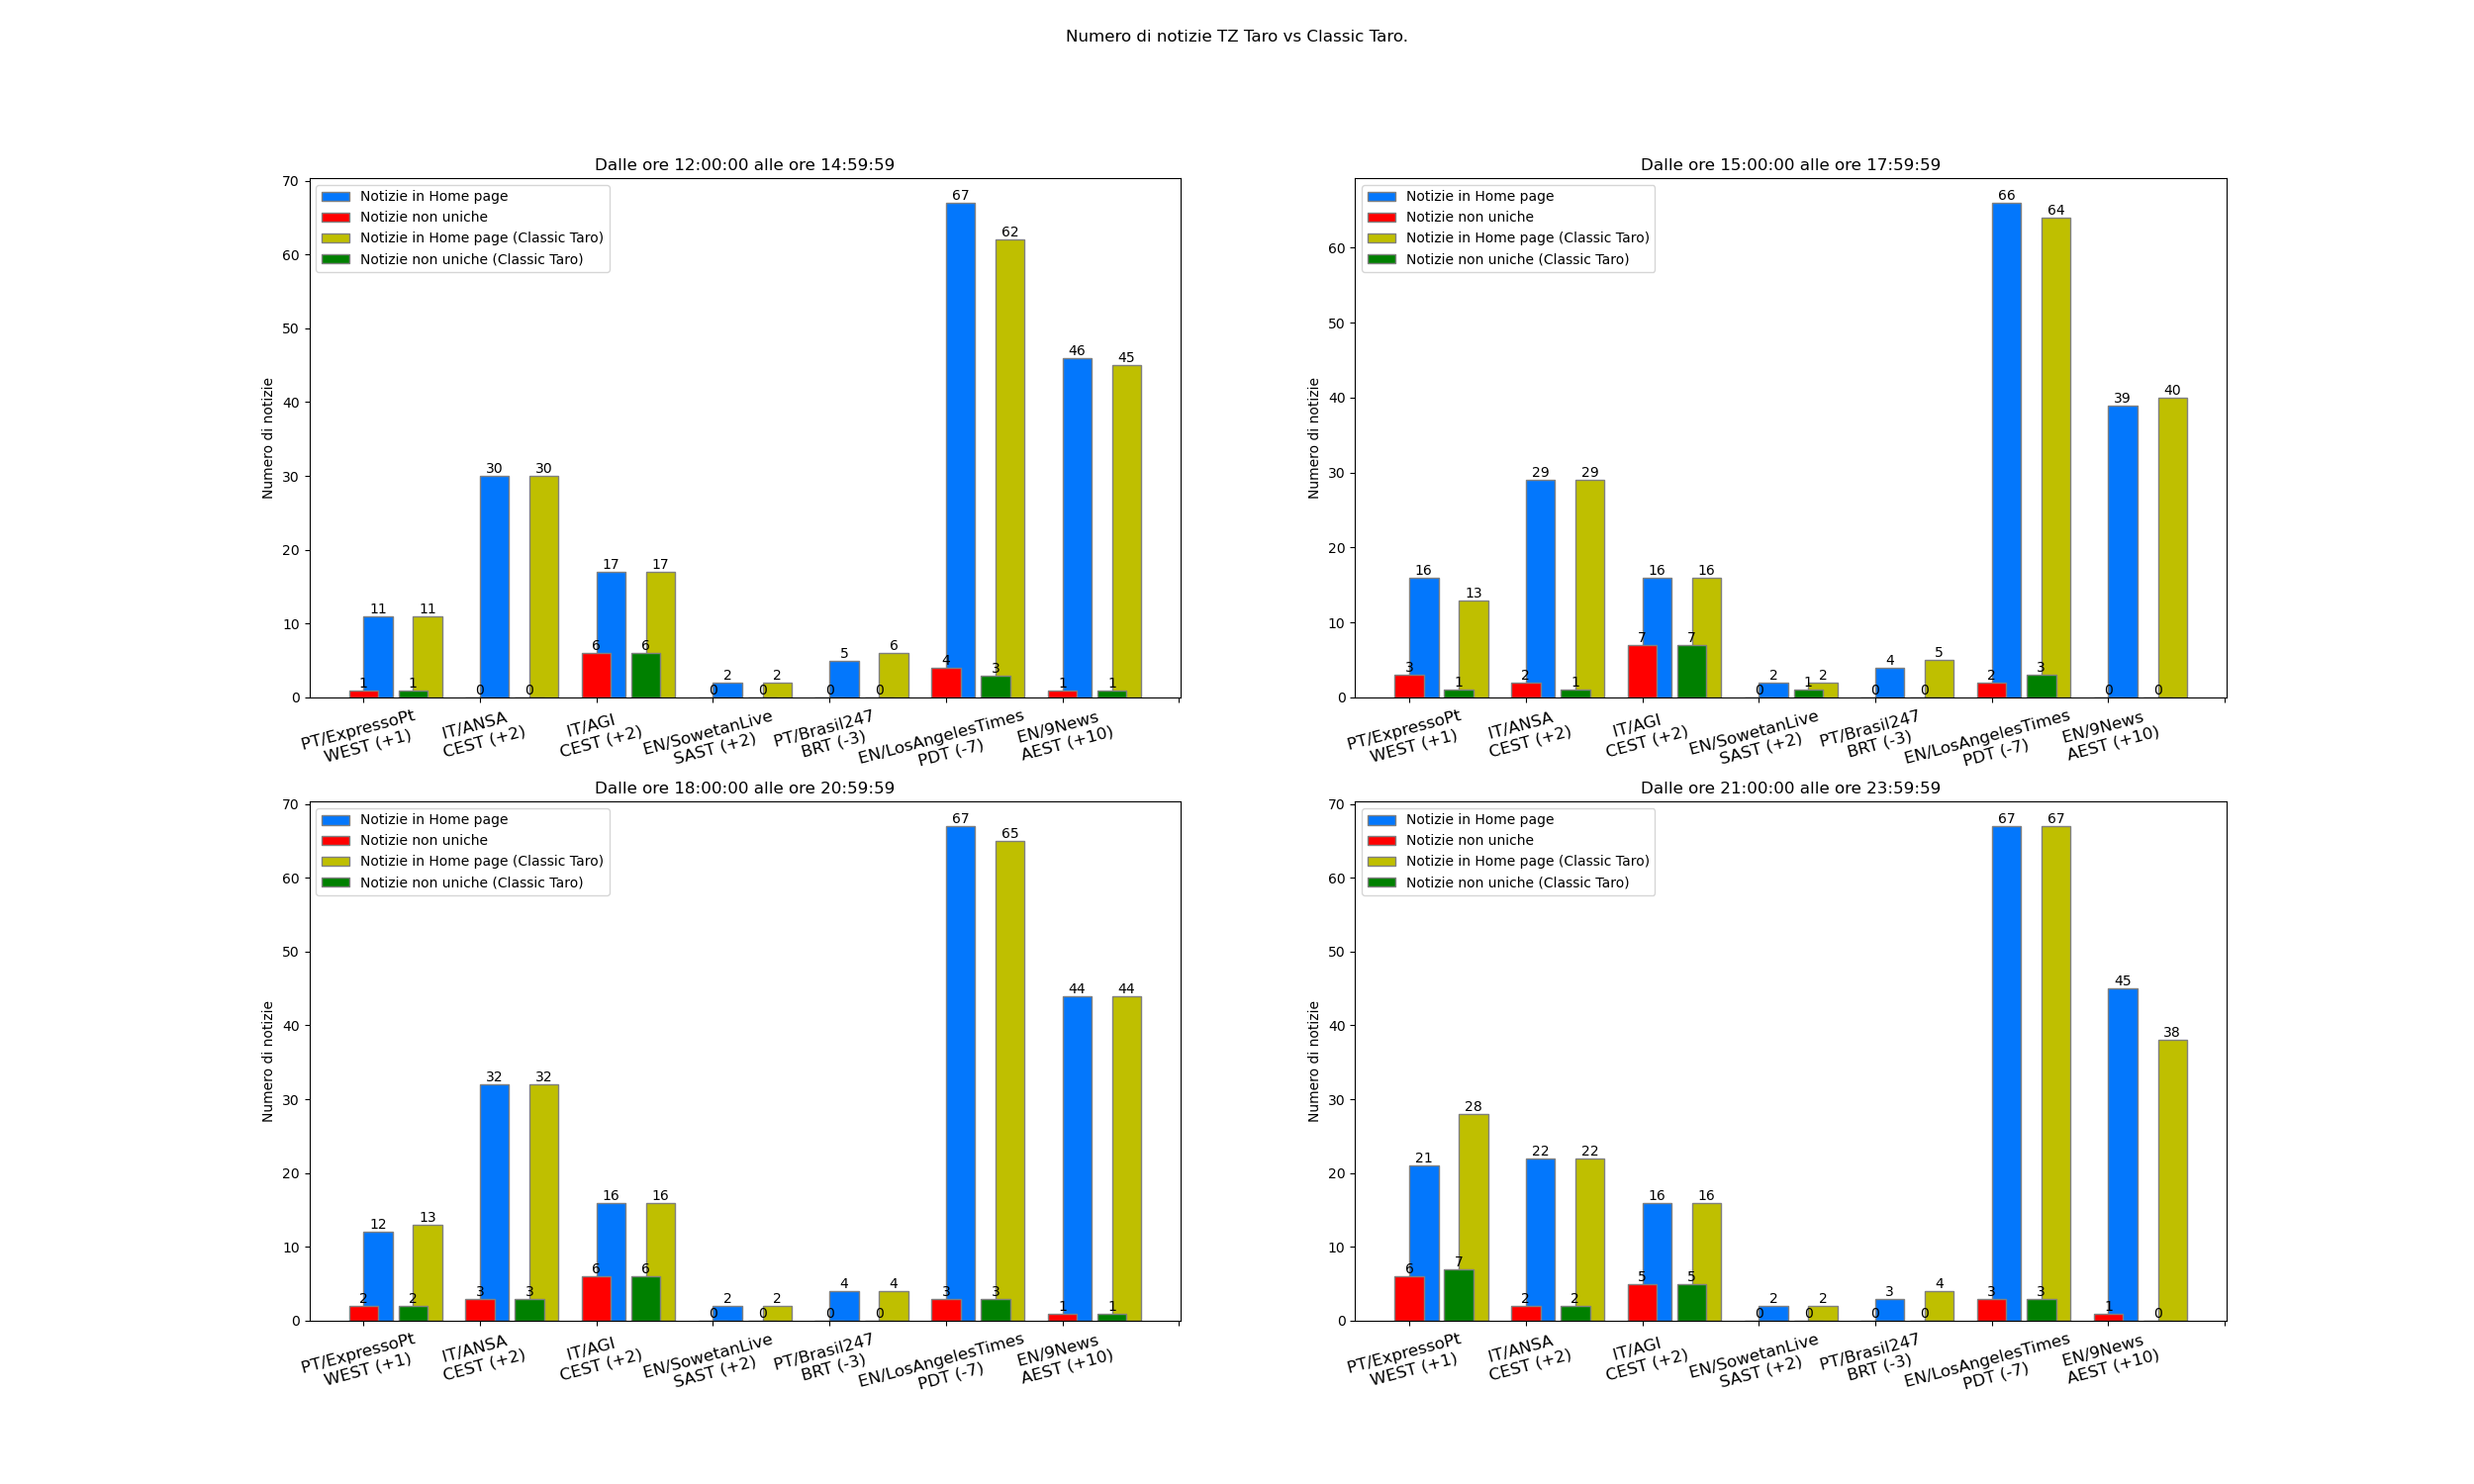 Numero di notizie TZ Taro vs Classic Taro.
Dalle ore 12:00:00 alle ore 14:59:59
Notizie in Home page
Notizie non uniche
Notizie in Home page (Classic Taro)
Notizie non uniche (Classic Taro)
Numero di notizie
70
60
50
40
30
20
10
0
1 11 1 11
0 30 0 30
6 17 6 17
0 2 0 2
0 5 0 6
4 67 3 62
1 46 1 45
PT/ExpressoPt
WEST (+1)
IT/ANSA
CEST (+2)
IT/AGI
CEST (+2)
EN/SowetanLive
SAST (+2)
PT/Brasil247
BRT (-3)
EN/LosAngelesTimes
PDT (-7)
EN/9News
AEST (+10)
Dalle ore 15:00:00 alle ore 17:59:59
Notizie in Home page
Notizie non uniche
Notizie in Home page (Classic Taro)
Notizie non uniche (Classic Taro)
Numero di notizie
60
50
40
30
20
10
0
3 16 1 13
2 29 1 29
7 16 7 16
0 2 1 2
0 4 0 5
2 66 3 64
0 39 0 40
PT/ExpressoPt
WEST (+1)
IT/ANSA
CEST (+2)
IT/AGI
CEST (+2)
EN/SowetanLive
SAST (+2)
PT/Brasil247
BRT (-3)
EN/LosAngelesTimes
PDT (-7)
EN/9News
AEST (+10)
Dalle ore 18:00:00 alle ore 20:59:59
Notizie in Home page
Notizie non uniche
Notizie in Home page (Classic Taro)
Notizie non uniche (Classic Taro)
Numero di notizie
70
60
50
40
30
20
10
0
2 12 2 13
3 32 3 32
6 16 6 16
0 2 0 2
0 4 0 4
3 67 3 65
1 44 1 44
PT/ExpressoPt
WEST (+1)
IT/ANSA
CEST (+2)
IT/AGI
CEST (+2)
EN/SowetanLive
SAST (+2)
PT/Brasil247
BRT (-3)
EN/LosAngelesTimes
PDT (-7)
EN/9News
AEST (+10)
Dalle ore 21:00:00 alle ore 23:59:59
Notizie in Home page
Notizie non uniche
Notizie in Home page (Classic Taro)
Notizie non uniche (Classic Taro)
Numero di notizie
70
60
50
40
30
20
10
0
6 21 7 28
2 22 2 22
5 16 5 16
0 2 0 2
0 3 0 4
3 67 3 67
1 45 0 38
PT/ExpressoPt
WEST (+1)
IT/ANSA
CEST (+2)
IT/AGI
CEST (+2)
EN/SowetanLive
SAST (+2)
PT/Brasil247
BRT (-3)
EN/LosAngelesTimes
PDT (-7)
EN/9News
AEST (+10)